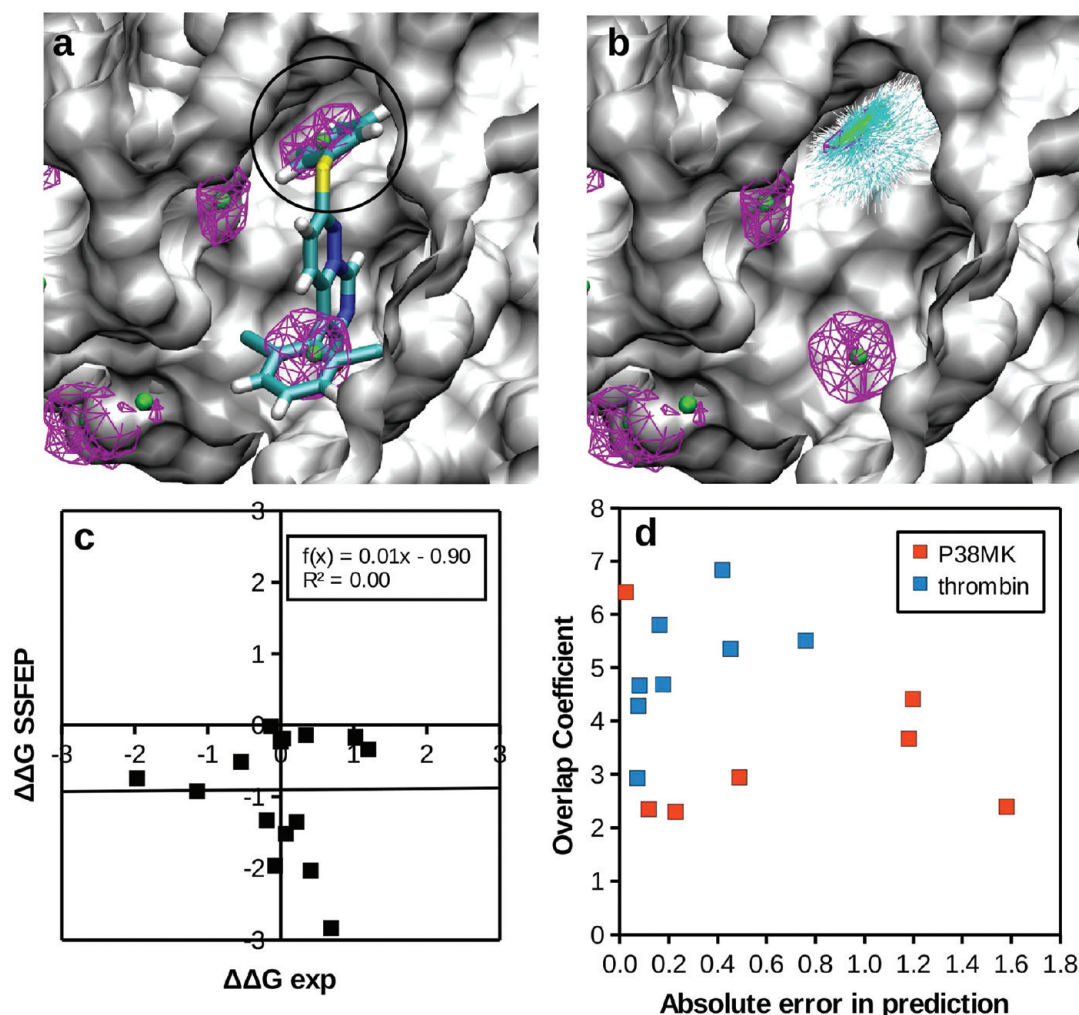 a
b
c
3
2
1
0
-3
-2
-1
0
1
2
3
-1
-2
-3
f(x) = 0.01x - 0.90
R² = 0.00
ΔΔG SSFEP
ΔΔG exp
d
8
7
6
5
4
3
2
1
0
P38MK
thrombin
Overlap Coefficient
0.0 0.2 0.4 0.6 0.8 1.0 1.2 1.4 1.6 1.8
Absolute error in prediction